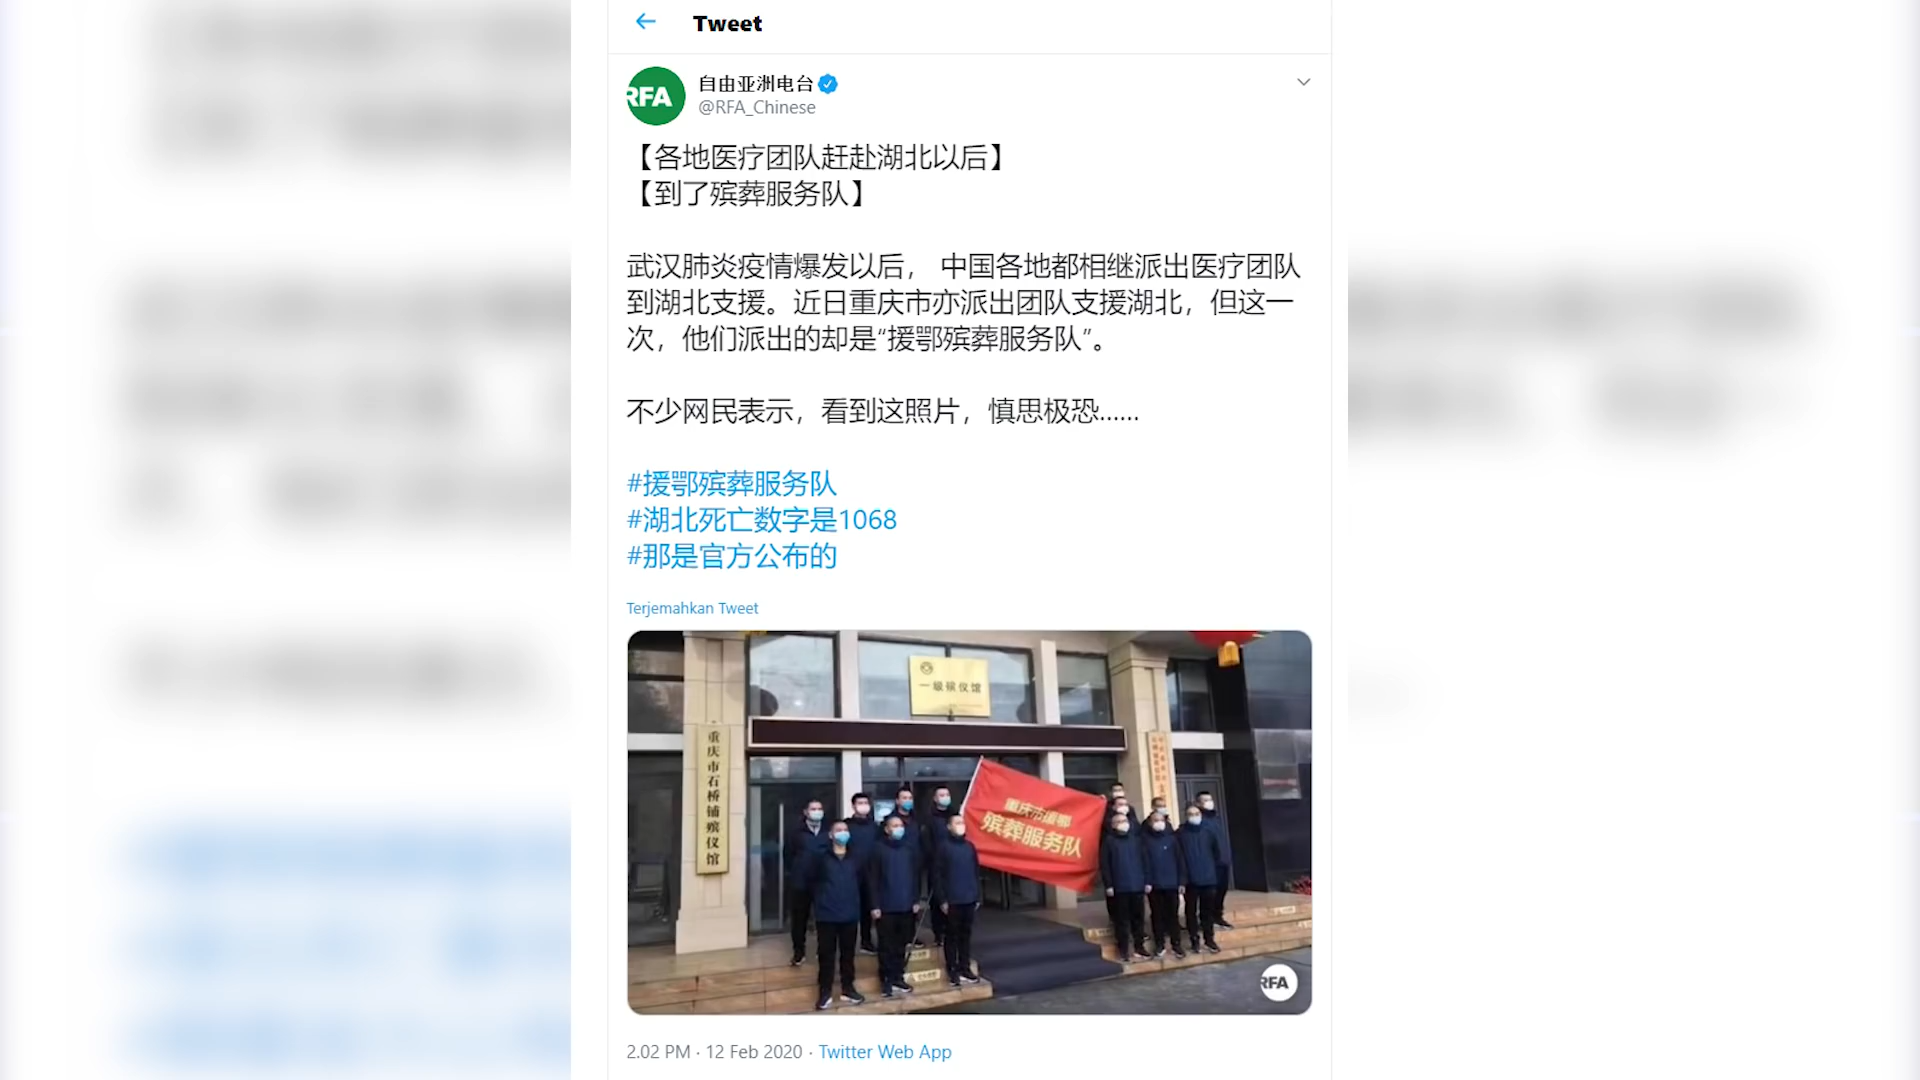 Tweet
RFA
自由亚洲电台
@RFA_Chinese
【各地医疗团队赶赴湖北以后】
【到了殡葬服务队】
武汉肺炎疫情爆发以后， 中国各地都相继派出医疗团队
到湖北支援。近日重庆市亦派出团队支援湖北，但这一
次，他们派出的却是“援鄂殡葬服务队”。
不少网民表示，看到这照片，慎思极恐......
#援鄂殡葬服务队
#湖北死亡数字是1068
#那是官方公布的
Terjemahkan Tweet
一级殡仪馆
重庆市石桥铺殡仪馆
重庆市援鄂
殡葬服务队
RFA
2.02 PM · 12 Feb 2020 · Twitter Web App